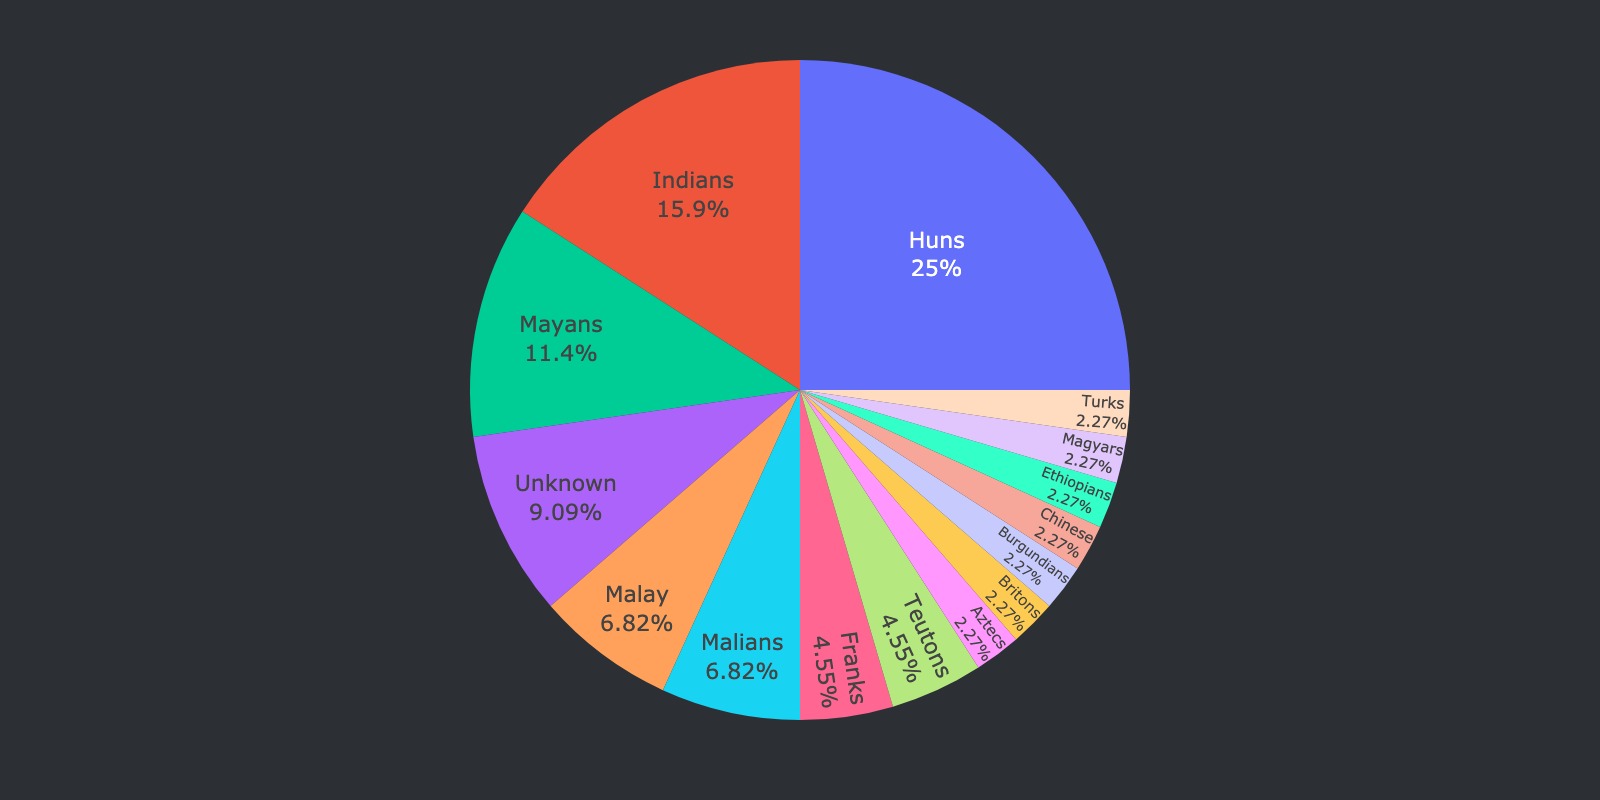 Huns
25%
Indians
15.9%
Mayans
11.4%
Unknown
9.09%
Malay
6.82%
Malians
6.82%
Franks
4.55%
Teutons
4.55%
Aztecs
2.27%
Britons
2.27%
Burgundians
2.27%
Chinese
2.27%
Ethiopians
2.27%
Magyars
2.27%
Turks
2.27%